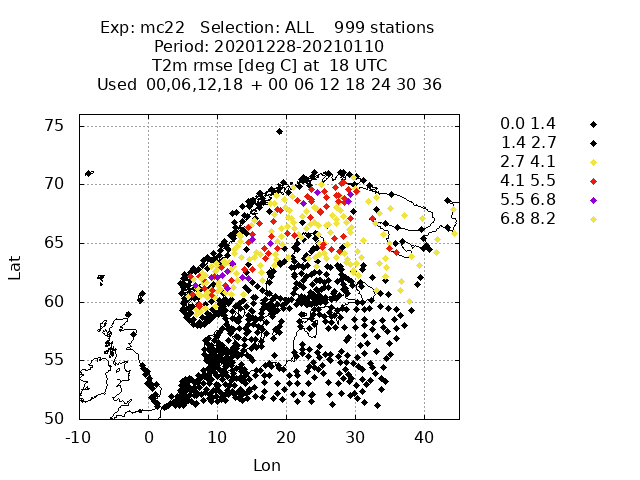 Exp: mc22 Selection: ALL 999 stations
Period: 20201228-20210110
T2m rmse [deg C] at 18 UTC
Used 00,06,12,18 + 00 06 12 18 24 30 36
0.0 1.4
1.4 2.7
2.7 4.1
4.1 5.5
5.5 6.8
6.8 8.2
75
70
65
60
55
50
Lat
-10 0 10 20 30 40
Lon